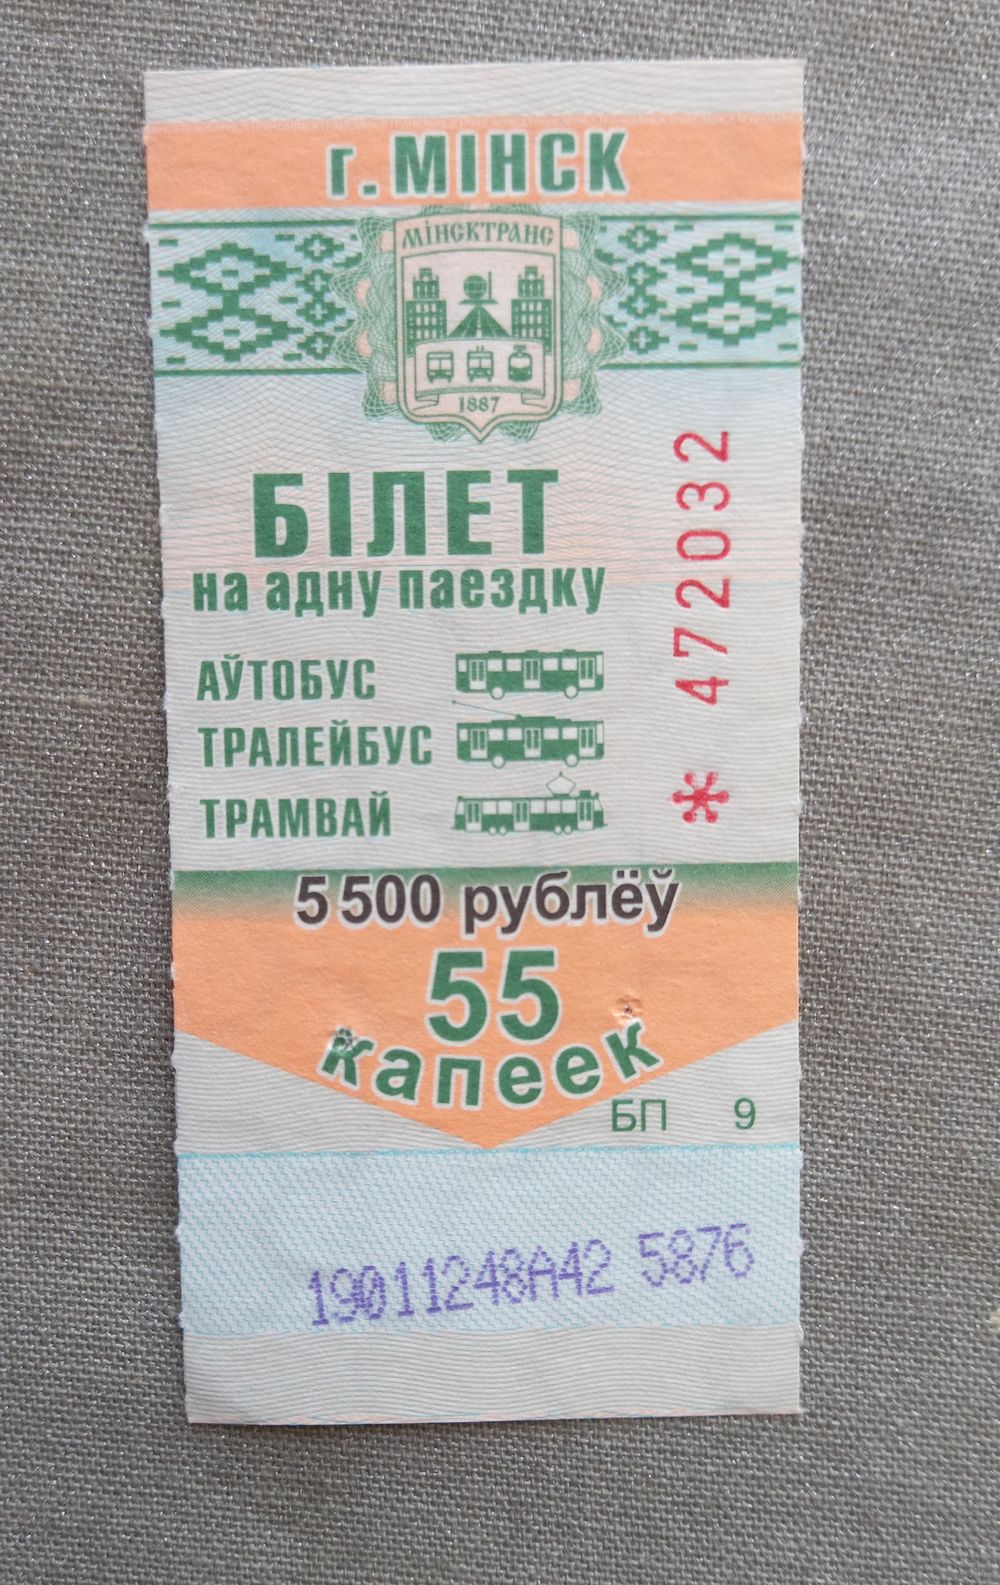 г. МІНСК
МІНСКТРАНС
1887
БІЛЕТ
на адну паездку
АЎТОБУС
ТРАЛЕЙБУС
ТРАМВАЙ
* 472032
5 500 рублёў
55
капеек
БП 9
19011248А42 5876